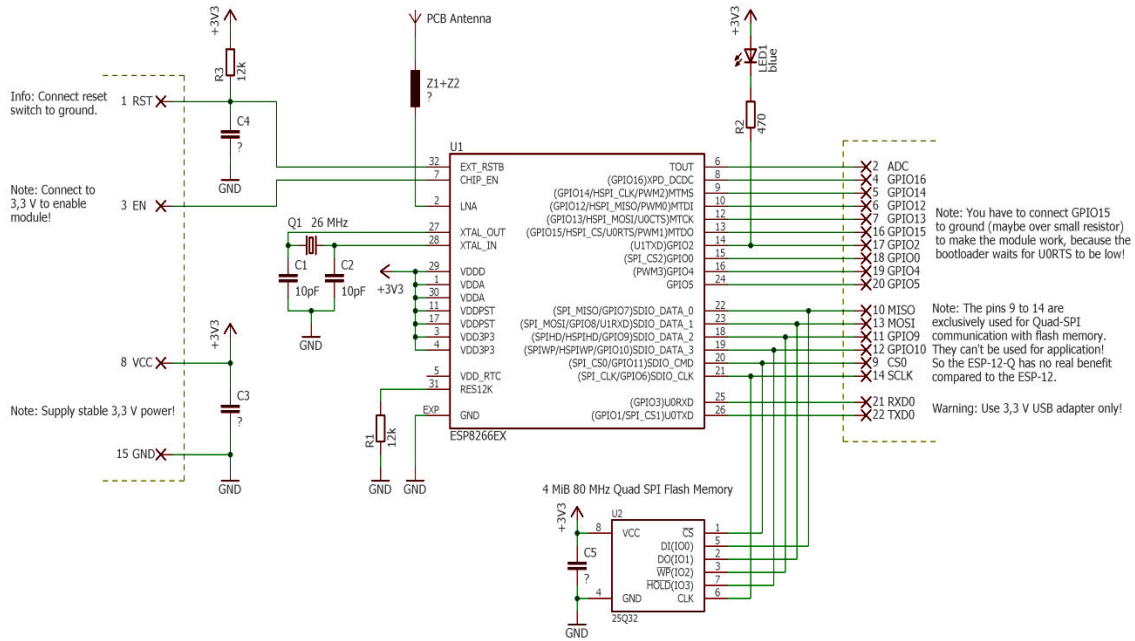 +3V3
R3
12k
Info: Connect reset
switch to ground.
1 RST
C4
?
GND
Note: Connect to
3,3 V to enable
module!
3 EN
8 VCC
+3V3
C3
?
Note: Supply stable 3,3 V power!
15 GND
GND
PCB Antenna
Z1+Z2
?
Q1
26 MHz
C1
10pF
C2
10pF
GND
+3V3
R1
12k
GND
GND
U1
32 EXT_RSTB
7 CHIP_EN
2 LNA
27 XTAL_OUT
28 XTAL_IN
29 VDDD
1 VDDA
30 VDDA
11 VDDPST
17 VDDPST
3 VDD3P3
4 VDD3P3
5 VDD_RTC
31 RES12K
EXP GND
ESP8266EX
TOUT 6
(GPIO16)XPD_DCDC 8
(GPIO14/HSPI_CLK/PWM2)MTMS 9
(GPIO12/HSPI_MISO/PWM0)MTDI 10
(GPIO13/HSPI_MOSI/U0CTS)MTCK 12
(GPIO15/HSPI_CS/U0RTS/PWM1)MTDO 13
(U1TXD)GPIO2 14
(SPI_CS2)GPIO0 15
(PWM3)GPIO4 16
GPIO5 24
(SPI_MISO/GPIO7)SDIO_DATA_0 22
(SPI_MOSI/GPIO8/U1RXD)SDIO_DATA_1 23
(SPIHD/HSPIHD/GPIO9)SDIO_DATA_2 18
(SPIWP/HSPIWP/GPIO10)SDIO_DATA_3 19
(SPI_CS0/GPIO11)SDIO_CMD 20
(SPI_CLK/GPIO6)SDIO_CLK 21
(GPIO3)U0RXD 25
(GPIO1/SPI_CS1)U0TXD 26
+3V3
LED1
blue
R2
470
2 ADC
4 GPIO16
5 GPIO14
6 GPIO12
7 GPIO13
16 GPIO15
17 GPIO2
18 GPIO0
19 GPIO4
20 GPIO5
10 MISO
13 MOSI
11 GPIO9
12 GPIO10
9 CS0
14 SCLK
21 RXD0
22 TXD0
Note: You have to connect GPIO15
to ground (maybe over small resistor)
to make the module work, because the
bootloader waits for U0RTS to be low!
Note: The pins 9 to 14 are
exclusively used for Quad-SPI
communication with flash memory.
They can't be used for application!
So the ESP-12-Q has no real benefit
compared to the ESP-12.
Warning: Use 3,3 V USB adapter only!
4 MiB 80 MHz Quad SPI Flash Memory
+3V3
C5
?
GND
U2
8 VCC
4 GND
CS 1
DI(IO0) 5
DO(IO1) 2
WP(IO2) 3
HOLD(IO3) 7
CLK 6
25Q32